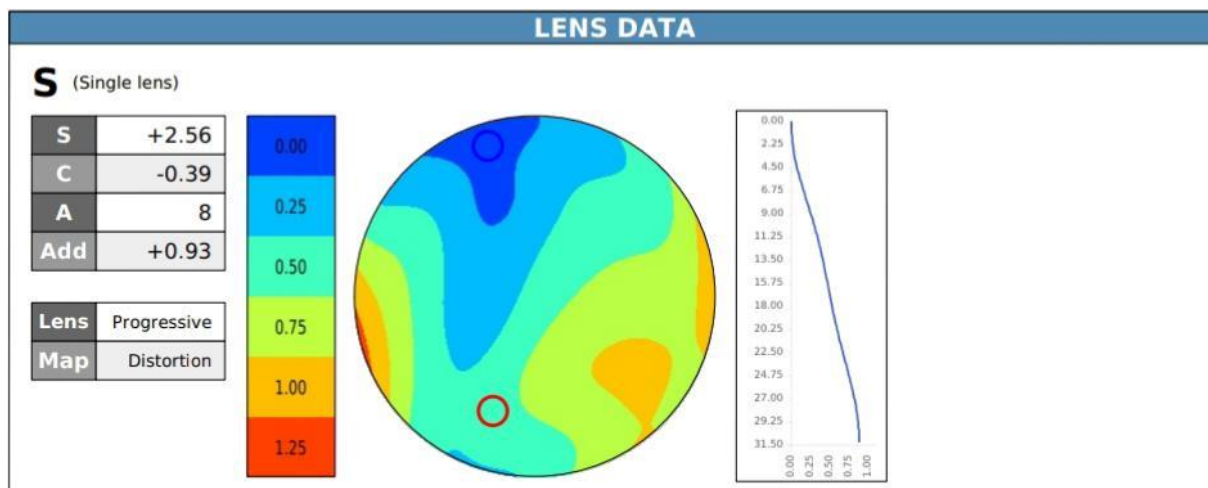 LENS DATA
S (Single lens)
S +2.56
C -0.39
A 8
Add +0.93
Lens Progressive
Map Distortion
0.00
0.25
0.50
0.75
1.00
1.25
0.00
2.25
4.50
6.75
9.00
11.25
13.50
15.75
18.00
20.25
22.50
24.75
27.00
29.25
31.50
0.00 0.25 0.50 0.75 1.00